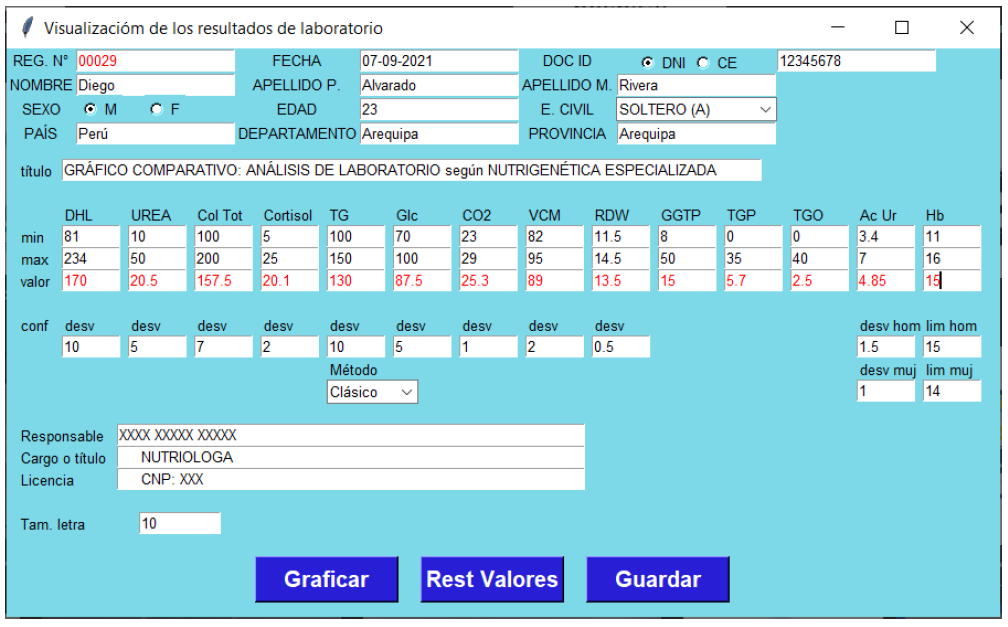 Visualizacióm de los resultados de laboratorio
REG. N° 00029 FECHA 07-09-2021 DOC ID DNI CE 12345678
NOMBRE Diego APELLIDO P. Alvarado APELLIDO M. Rivera
SEXO M F EDAD 23 E. CIVIL SOLTERO (A)
PAÍS Perú DEPARTAMENTO Arequipa PROVINCIA Arequipa
título GRÁFICO COMPARATIVO: ANÁLISIS DE LABORATORIO según NUTRIGENÉTICA ESPECIALIZADA
DHL UREA Col Tot Cortisol TG Glc CO2 VCM RDW GGTP TGP TGO Ac Ur Hb
min 81 10 100 5 100 70 23 82 11.5 8 0 0 3.4 11
max 234 50 200 25 150 100 29 95 14.5 50 35 40 7 16
valor 170 20.5 157.5 20.1 130 87.5 25.3 89 13.5 15 5.7 2.5 4.85 15
conf desv desv desv desv desv desv desv desv desv desv hom lim hom
10 5 7 2 10 5 1 2 0.5 1.5 15
Método desv muj lim muj
Clásico 1 14
Responsable XXXX XXXXX XXXXX
Cargo o título NUTRIOLOGA
Licencia CNP: XXX
Tam. letra 10
Graficar Rest Valores Guardar